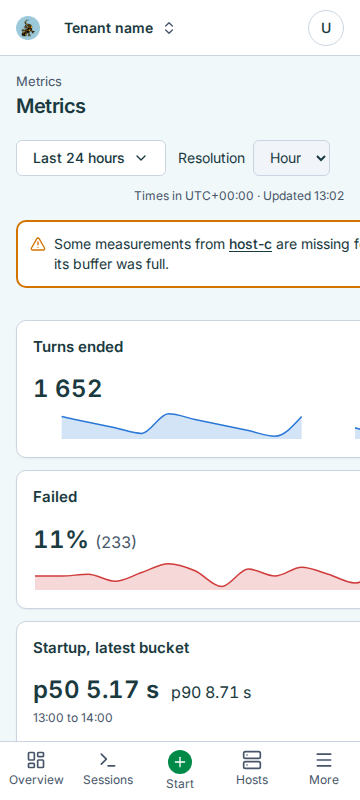 Tenant name
U
Metrics
Metrics
Last 24 hours
Resolution
Hour
Times in UTC+00:00 · Updated 13:02
Some measurements from host-c are missing
its buffer was full.
Turns ended
1 652
Failed
11% (233)
Startup, latest bucket
p50 5.17 s p90 8.71 s
13:00 to 14:00
Overview
Sessions
Start
Hosts
More